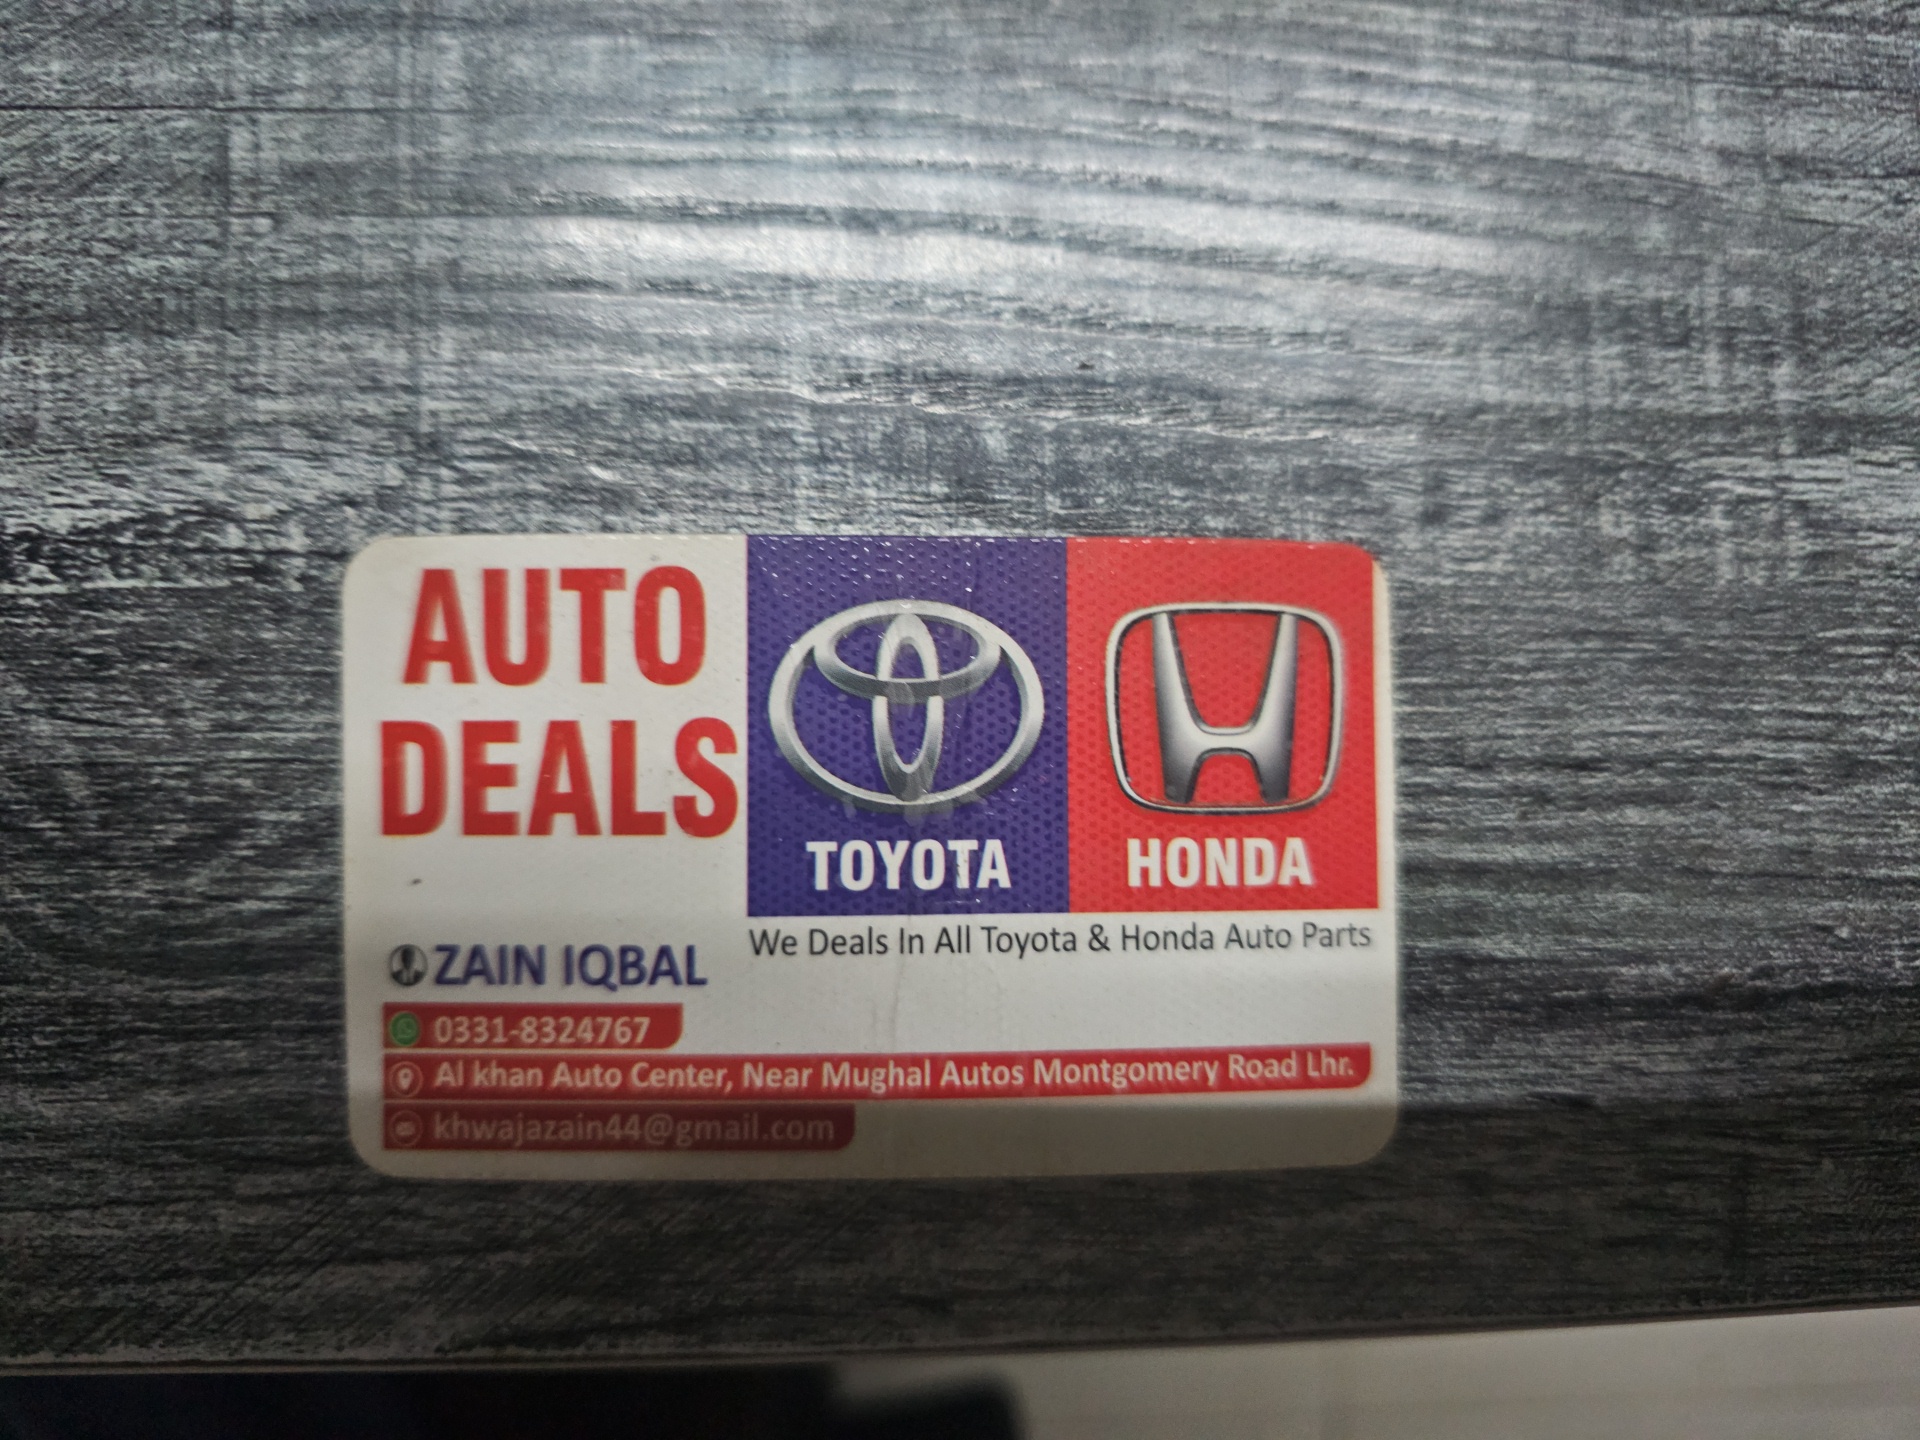 AUTO
DEALS
TOYOTA
HONDA
We Deals In All Toyota & Honda Auto Parts
ZAIN IQBAL
0331-8324767
Al khan Auto Center, Near Mughal Autos Montgomery Road Lhr.
khwajazain44@gmail.com